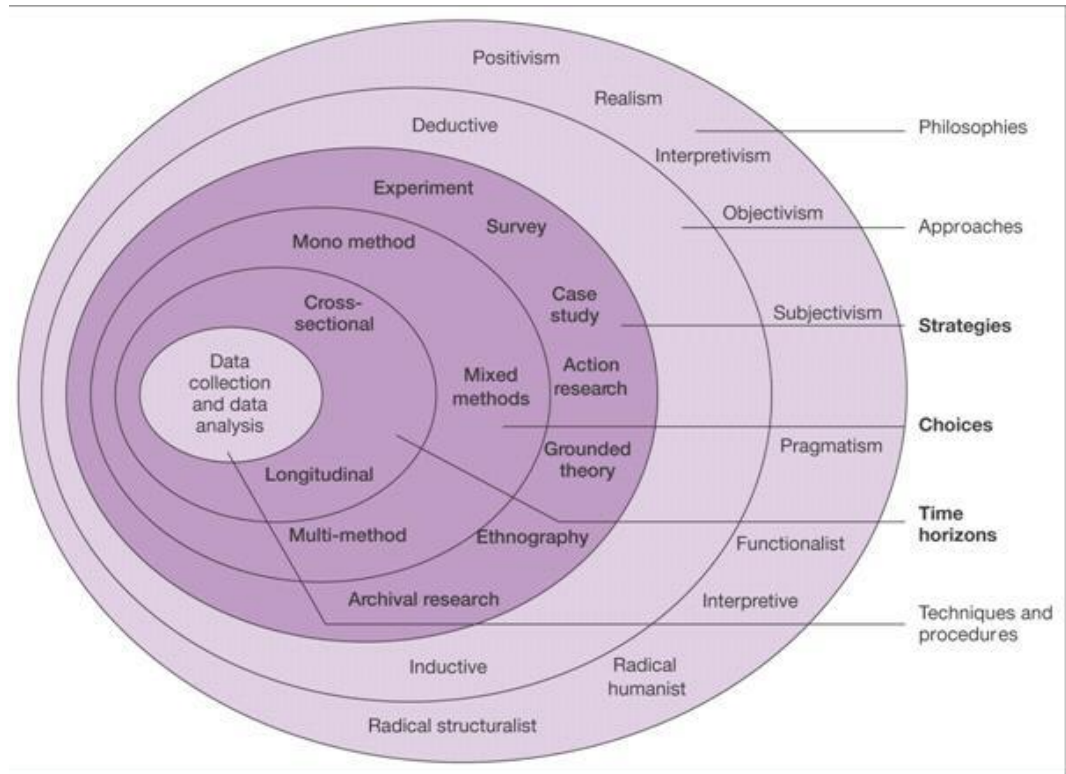 Positivism
Realism
Philosophies
Deductive
Interpretivism
Experiment
Objectivism
Survey
Approaches
Mono method
Cross-
sectional
Case
study
Subjectivism
Strategies
Data
collection
and data
analysis
Mixed
methods
Action
research
Choices
Pragmatism
Grounded
theory
Longitudinal
Time
horizons
Multi-method
Ethnography
Functionalist
Archival research
Interpretive
Techniques and
procedures
Inductive
Radical
humanist
Radical structuralist